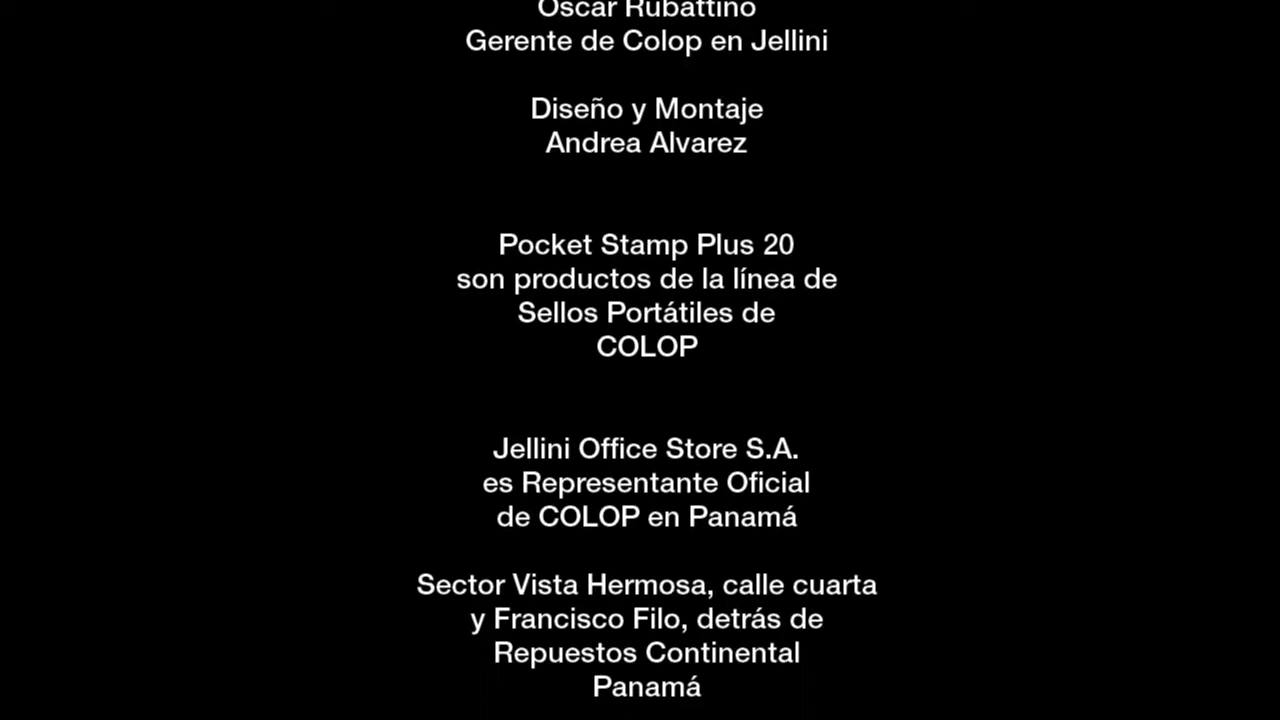 Oscar Rubattino
Gerente de Colop en Jellini
Diseño y Montaje
Andrea Alvarez
Pocket Stamp Plus 20
son productos de la línea de
Sellos Portátiles de
COLOP
Jellini Office Store S.A.
es Representante Oficial
de COLOP en Panamá
Sector Vista Hermosa, calle cuarta
y Francisco Filo, detrás de
Repuestos Continental
Panamá